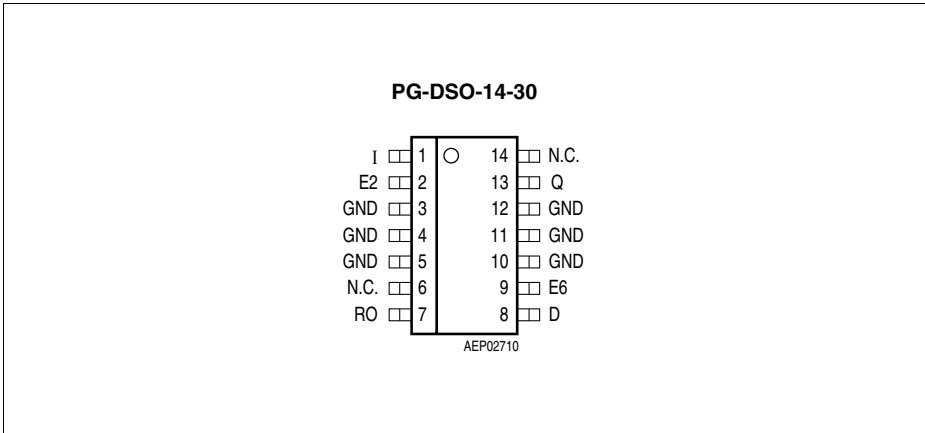 PG-DSO-14-30
I 1 14 N.C.
E2 2 13 Q
GND 3 12 GND
GND 4 11 GND
GND 5 10 GND
N.C. 6 9 E6
RO 7 8 D
AEP02710